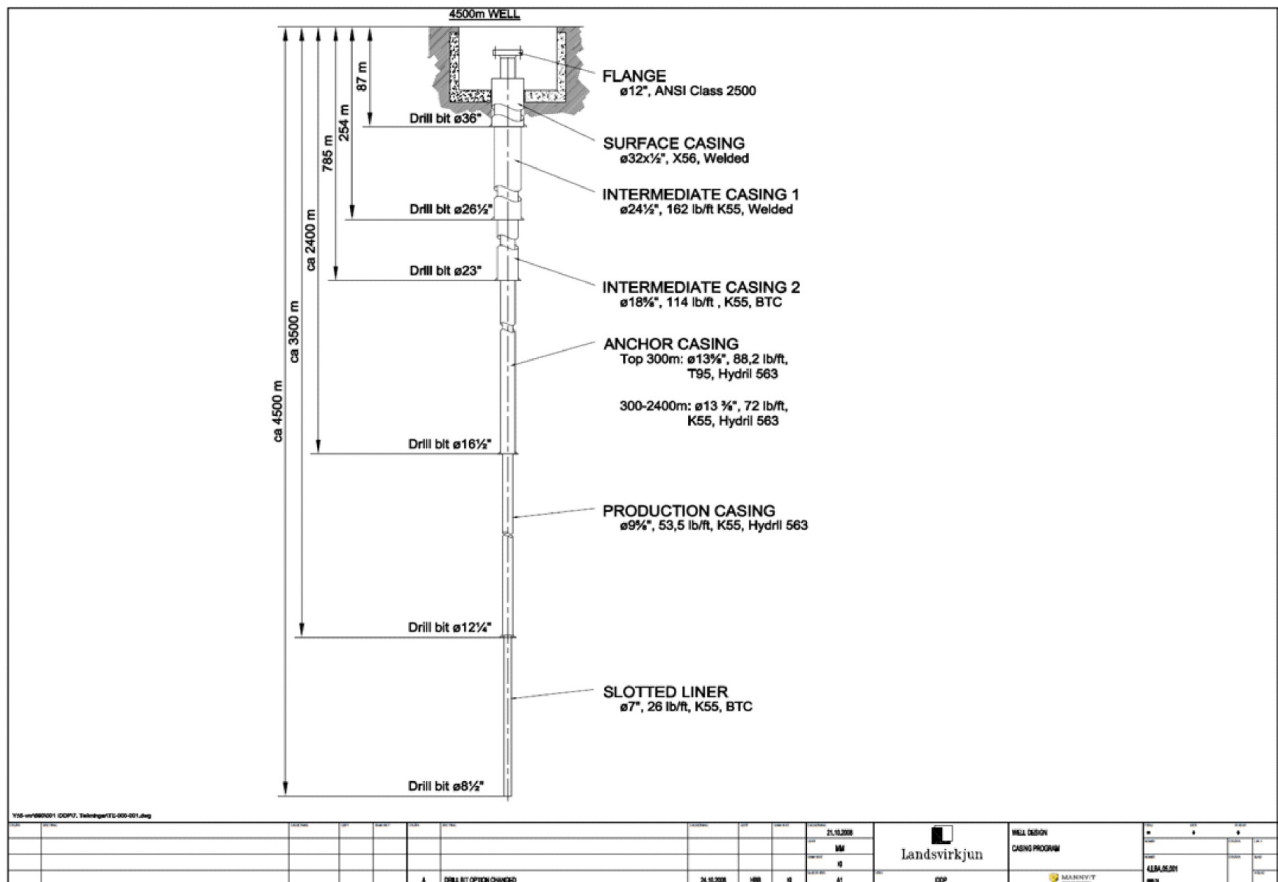 4500m WELL
87 m
254 m
785 m
ca 2400 m
ca 3500 m
ca 4500 m
FLANGE
ø12", ANSI Class 2500
Drill bit ø36"
SURFACE CASING
ø32x½", X56, Welded
INTERMEDIATE CASING 1
ø24½", 162 lb/ft K55, Welded
Drill bit ø26½"
Drill bit ø23"
INTERMEDIATE CASING 2
ø18⅝", 114 lb/ft , K55, BTC
ANCHOR CASING
Top 300m: ø13⅝", 88,2 lb/ft,
T95, Hydril 563
300-2400m: ø13 ⅜", 72 lb/ft,
K55, Hydril 563
Drill bit ø16½"
PRODUCTION CASING
ø9⅝", 53,5 lb/ft, K55, Hydril 563
Drill bit ø12¼"
SLOTTED LINER
ø7", 26 lb/ft, K55, BTC
Drill bit ø8½"
21.10.2008
MM
Landsvirkjun
WELL DESIGN
CASING PROGRAM
A DRILL BIT OPTION CHANGED
24.10.2008
A1
MANNVIT